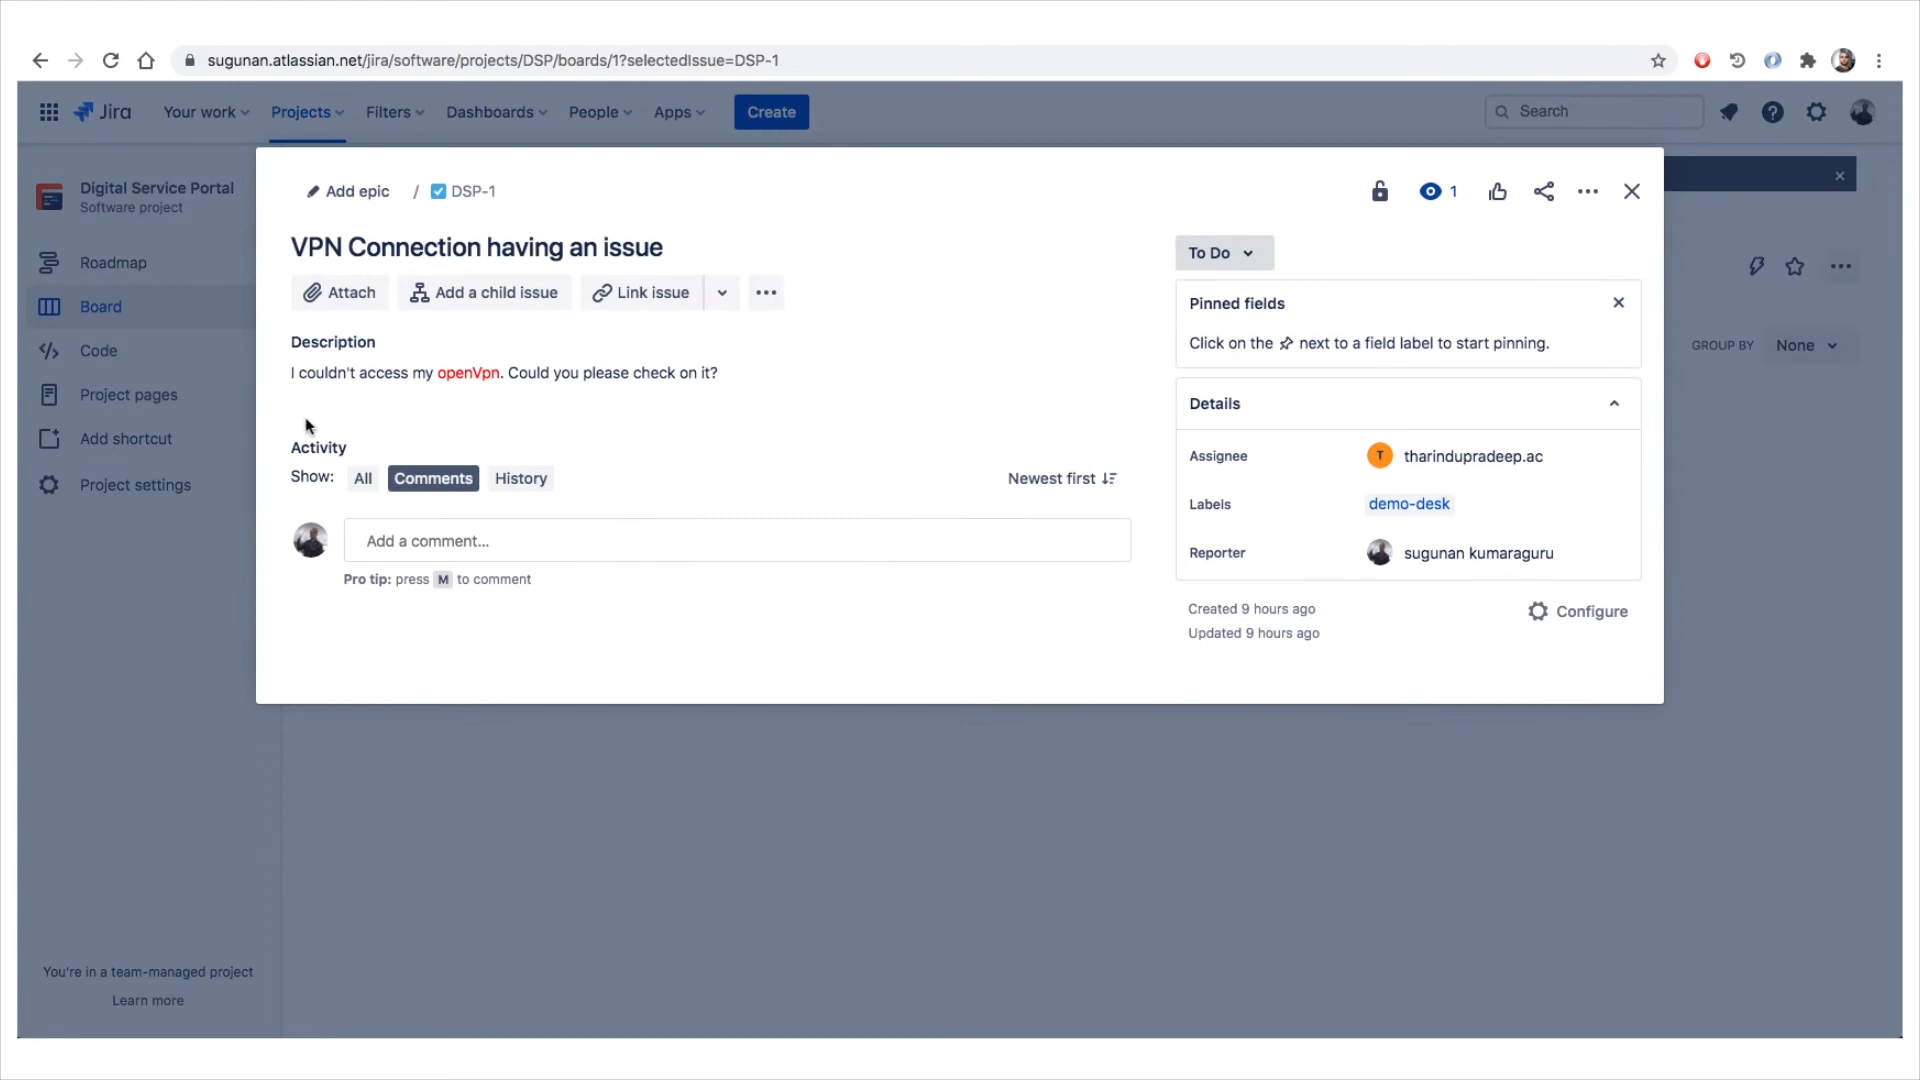 sugunan.atlassian.net/jira/software/projects/DSP/boards/1?selectedIssue=DSP-1
Jira Your work Projects Filters Dashboards People Apps Create Search
Digital Service Portal
Software project
Roadmap
Board
Code
Project pages
Add shortcut
Project settings
You're in a team-managed project
Learn more
Add epic / DSP-1
1
VPN Connection having an issue
Attach Add a child issue Link issue
Description
I couldn't access my openVpn. Could you please check on it?
Activity
Show: All Comments History Newest first
Add a comment...
Pro tip: press M to comment
To Do
Pinned fields
Click on the next to a field label to start pinning.
Details
Assignee T tharindupradeep.ac
Labels demo-desk
Reporter sugunan kumaraguru
Created 9 hours ago
Updated 9 hours ago
Configure
GROUP BY None